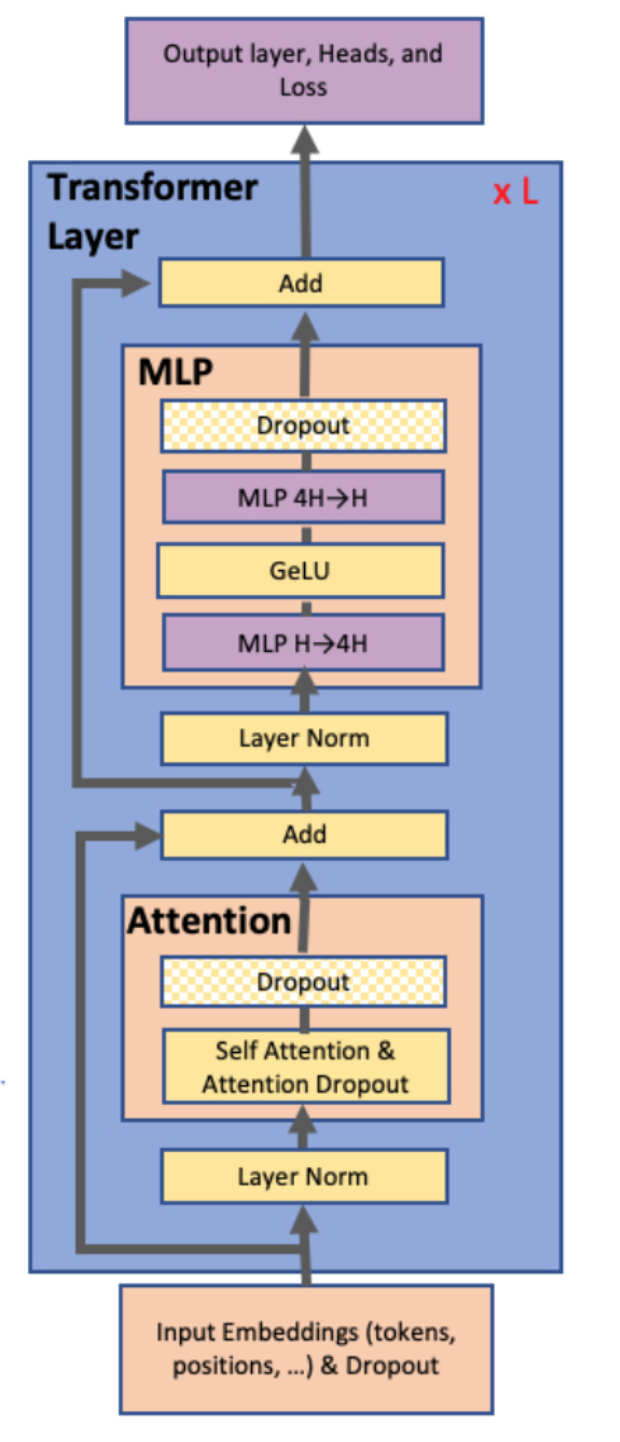 Output layer, Heads, and
Loss
Transformer
Layer
x L
Add
MLP
Dropout
MLP 4H→H
GeLU
MLP H→4H
Layer Norm
Add
Attention
Dropout
Self Attention &
Attention Dropout
Layer Norm
Input Embeddings (tokens,
positions, …) & Dropout